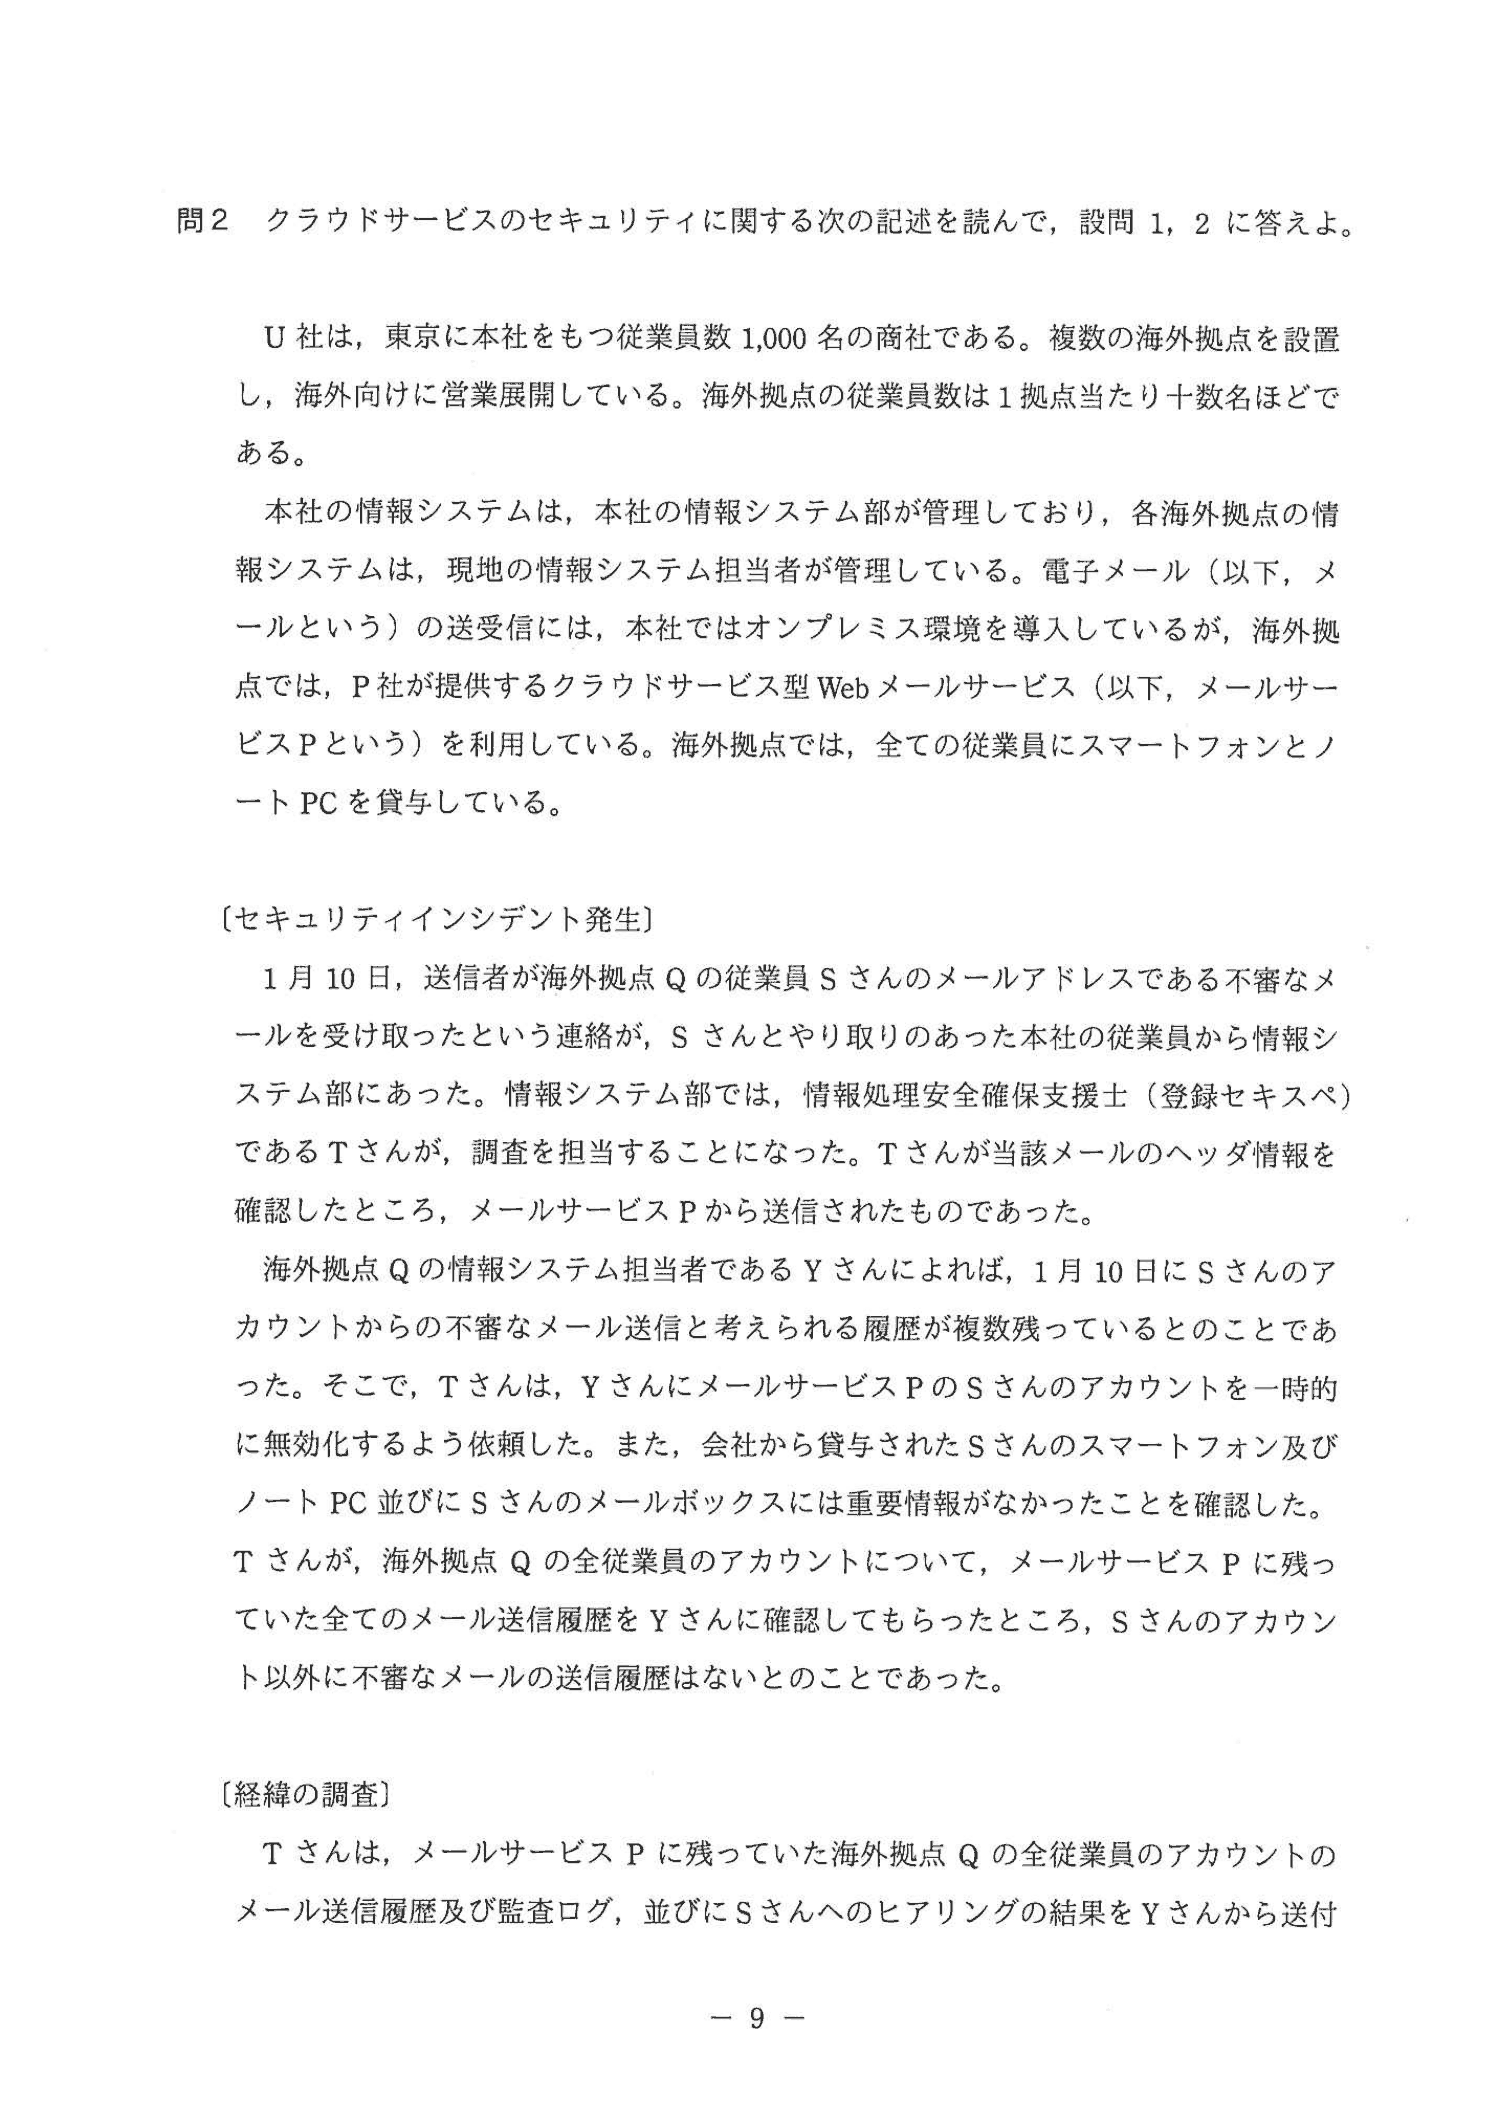 問2　クラウドサービスのセキュリティに関する次の記述を読んで，設問 1，2 に答えよ。
U 社は，東京に本社をもつ従業員数 1,000 名の商社である。複数の海外拠点を設置
し，海外向けに営業展開している。海外拠点の従業員数は 1 拠点当たり十数名ほどで
ある。
本社の情報システムは，本社の情報システム部が管理しており，各海外拠点の情
報システムは，現地の情報システム担当者が管理している。電子メール（以下，メ
ールという）の送受信には，本社ではオンプレミス環境を導入しているが，海外拠
点では，P 社が提供するクラウドサービス型 Web メールサービス（以下，メールサー
ビス P という）を利用している。海外拠点では，全ての従業員にスマートフォンとノ
ート PC を貸与している。
〔セキュリティインシデント発生〕
1 月 10 日，送信者が海外拠点 Q の従業員 S さんのメールアドレスである不審なメ
ールを受け取ったという連絡が，S さんとやり取りのあった本社の従業員から情報シ
ステム部にあった。情報システム部では，情報処理安全確保支援士（登録セキスペ）
である T さんが，調査を担当することになった。T さんが当該メールのヘッダ情報を
確認したところ，メールサービス P から送信されたものであった。
海外拠点 Q の情報システム担当者である Y さんによれば，1 月 10 日に S さんのア
カウントからの不審なメール送信と考えられる履歴が複数残っているとのことであ
った。そこで，T さんは，Y さんにメールサービス P の S さんのアカウントを一時的
に無効化するよう依頼した。また，会社から貸与された S さんのスマートフォン及び
ノート PC 並びに S さんのメールボックスには重要情報がなかったことを確認した。
T さんが，海外拠点 Q の全従業員のアカウントについて，メールサービス P に残っ
ていた全てのメール送信履歴を Y さんに確認してもらったところ，S さんのアカウン
ト以外に不審なメールの送信履歴はないとのことであった。
〔経緯の調査〕
T さんは，メールサービス P に残っていた海外拠点 Q の全従業員のアカウントの
メール送信履歴及び監査ログ，並びに S さんへのヒアリングの結果を Y さんから送付
－ 9 －